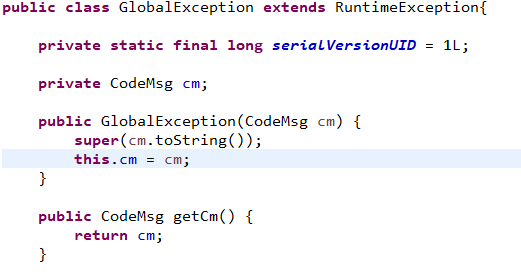 public class GlobalException extends RuntimeException{
private static final long serialVersionUID = 1L;
private CodeMsg cm;
public GlobalException(CodeMsg cm) {
super(cm.toString());
this.cm = cm;
}
public CodeMsg getCm() {
return cm;
}